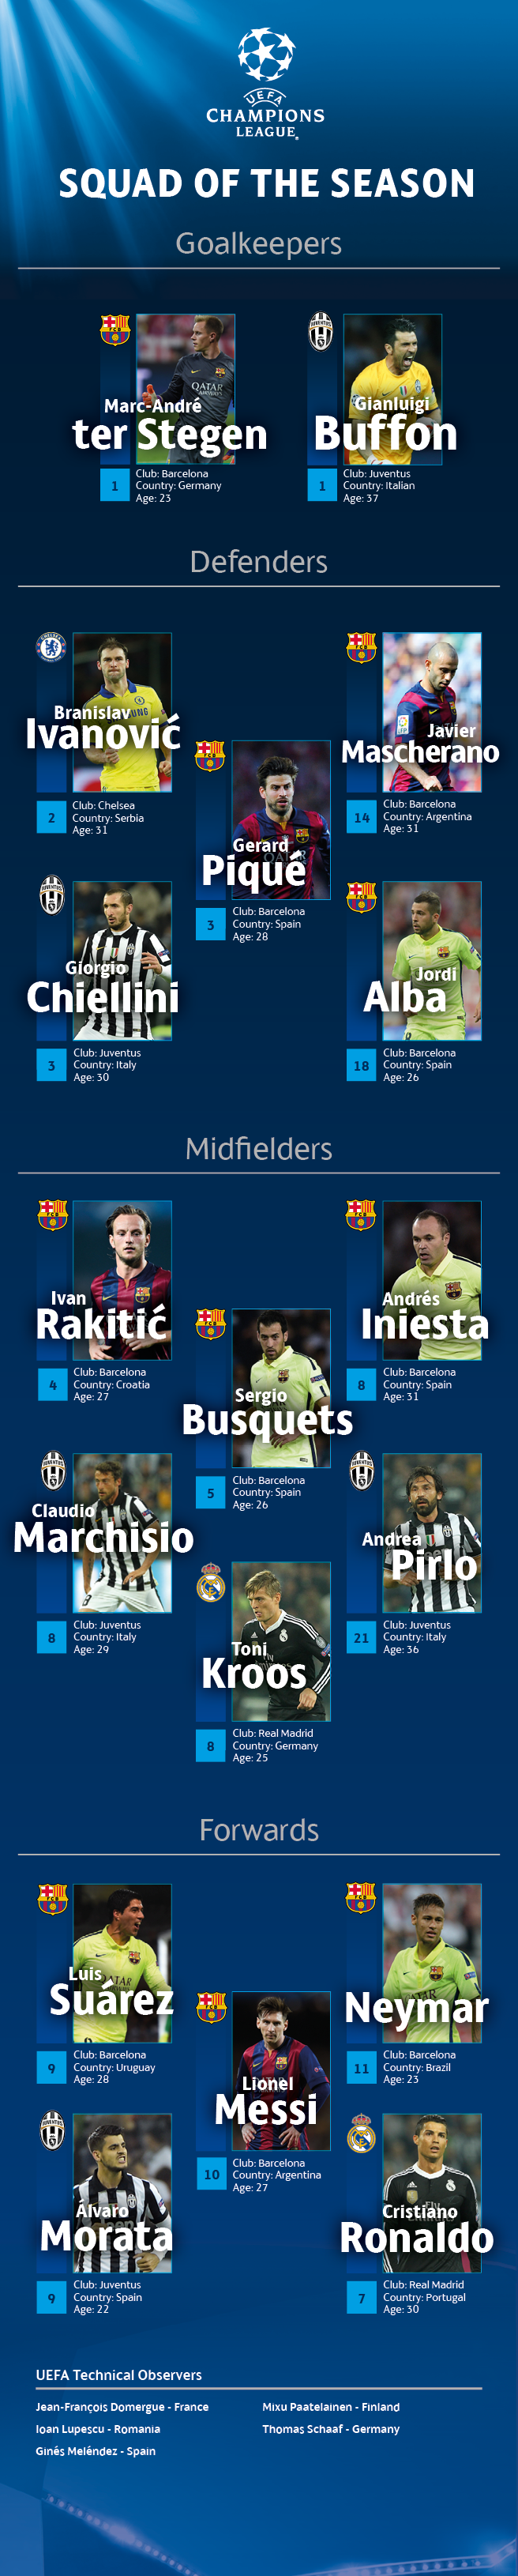 UEFA
CHAMPIONS
LEAGUE®
SQUAD OF THE SEASON
Goalkeepers
Marc-André
ter Stegen
1
Club: Barcelona
Country: Germany
Age: 23
Gianluigi
Buffon
1
Club: Juventus
Country: Italian
Age: 37
Defenders
Branislav
Ivanović
2
Club: Chelsea
Country: Serbia
Age: 31
Javier
Mascherano
14
Club: Barcelona
Country: Argentina
Age: 31
Gerard
Piqué
3
Club: Barcelona
Country: Spain
Age: 28
Giorgio
Chiellini
3
Club: Juventus
Country: Italy
Age: 30
Jordi
Alba
18
Club: Barcelona
Country: Spain
Age: 26
Midfielders
Ivan
Rakitić
4
Club: Barcelona
Country: Croatia
Age: 27
Andrés
Iniesta
8
Club: Barcelona
Country: Spain
Age: 31
Sergio
Busquets
5
Club: Barcelona
Country: Spain
Age: 26
Claudio
Marchisio
8
Club: Juventus
Country: Italy
Age: 29
Andrea
Pirlo
21
Club: Juventus
Country: Italy
Age: 36
Toni
Kroos
8
Club: Real Madrid
Country: Germany
Age: 25
Forwards
Luis
Suárez
9
Club: Barcelona
Country: Uruguay
Age: 28
Neymar
11
Club: Barcelona
Country: Brazil
Age: 23
Lionel
Messi
10
Club: Barcelona
Country: Argentina
Age: 27
Álvaro
Morata
9
Club: Juventus
Country: Spain
Age: 22
Cristiano
Ronaldo
7
Club: Real Madrid
Country: Portugal
Age: 30
UEFA Technical Observers
Jean-François Domergue - France
Ioan Lupescu - Romania
Ginés Meléndez - Spain
Mixu Paatelainen - Finland
Thomas Schaaf - Germany